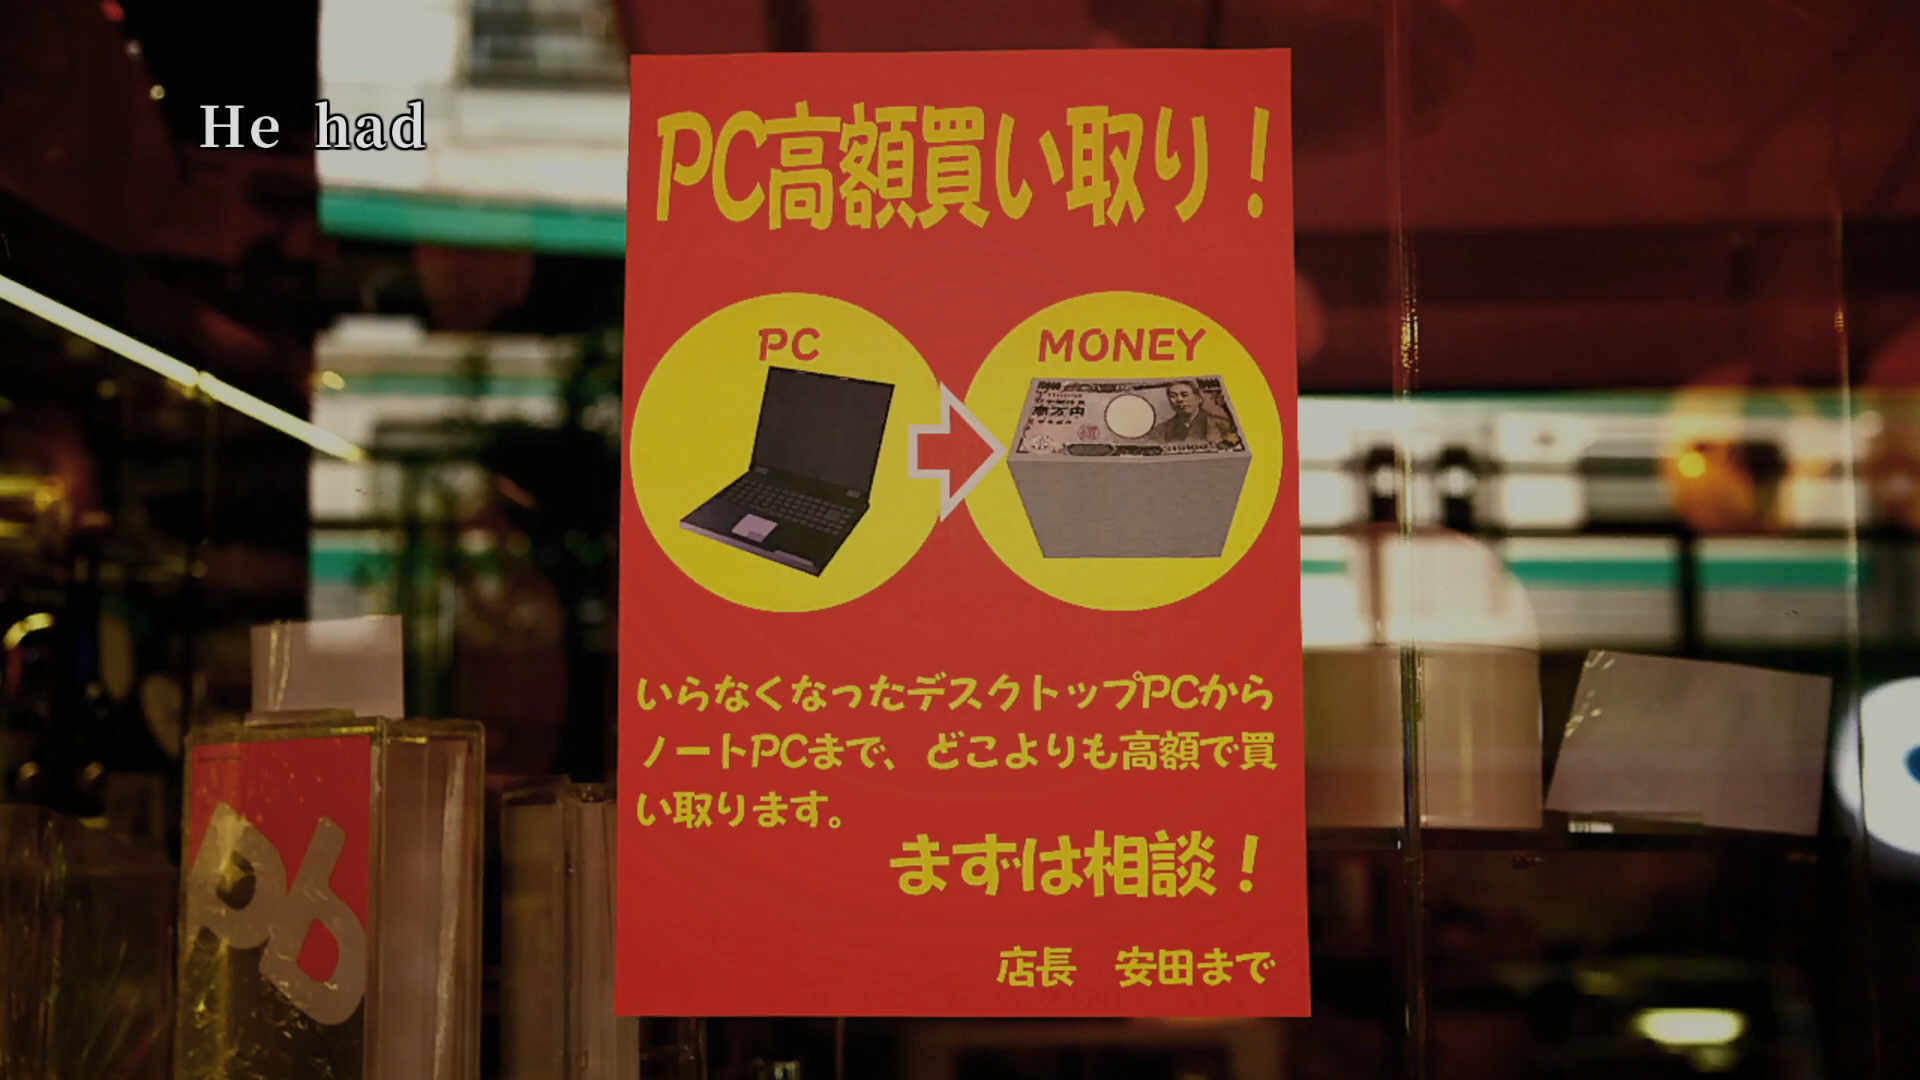 He had
PC高額買い取り！
PC
MONEY
壱万円
いらなくなったデスクトップPCから
ノートPCまで、どこよりも高額で買
い取ります。
まずは相談！
店長　安田まで